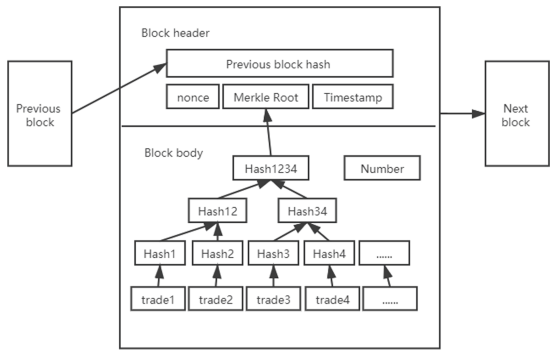 Block header
Previous block hash
nonce Merkle Root Timestamp
Previous
block
Next
block
Block body
Hash1234 Number
Hash12 Hash34
Hash1 Hash2 Hash3 Hash4 ......
trade1 trade2 trade3 trade4 ......